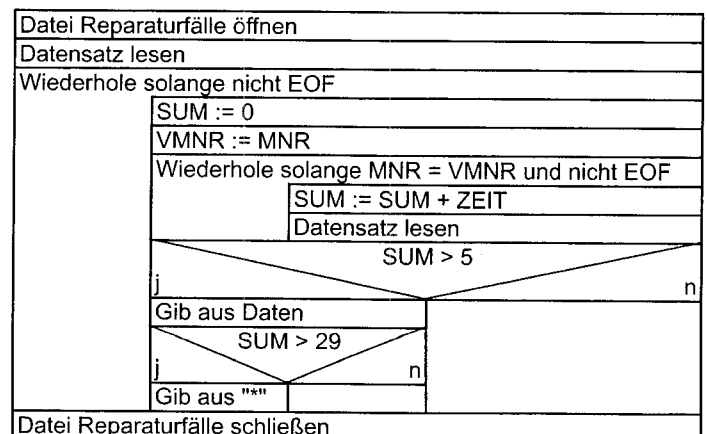 Datei Reparaturfälle öffnen
Datensatz lesen
Wiederhole solange nicht EOF
SUM := 0
VMNR := MNR
Wiederhole solange MNR = VMNR und nicht EOF
SUM := SUM + ZEIT
Datensatz lesen
SUM > 5
j n
Gib aus Daten
SUM > 29
j n
Gib aus "*"
Datei Reparaturfälle schließen